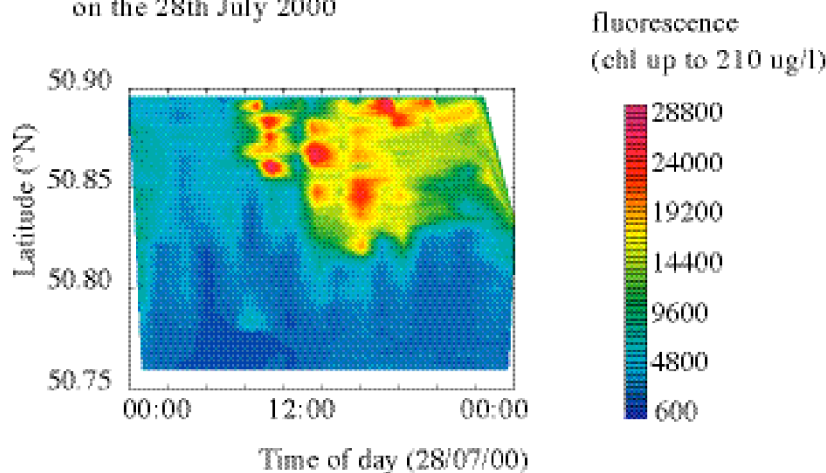 on the 28th July 2000
fluorescence
(chl up to 210 ug/l)
50.90
50.85
50.80
50.75
Latitude (°N)
28800
24000
19200
14400
9600
4800
600
00:00 12:00 00:00
Time of day (28/07/00)